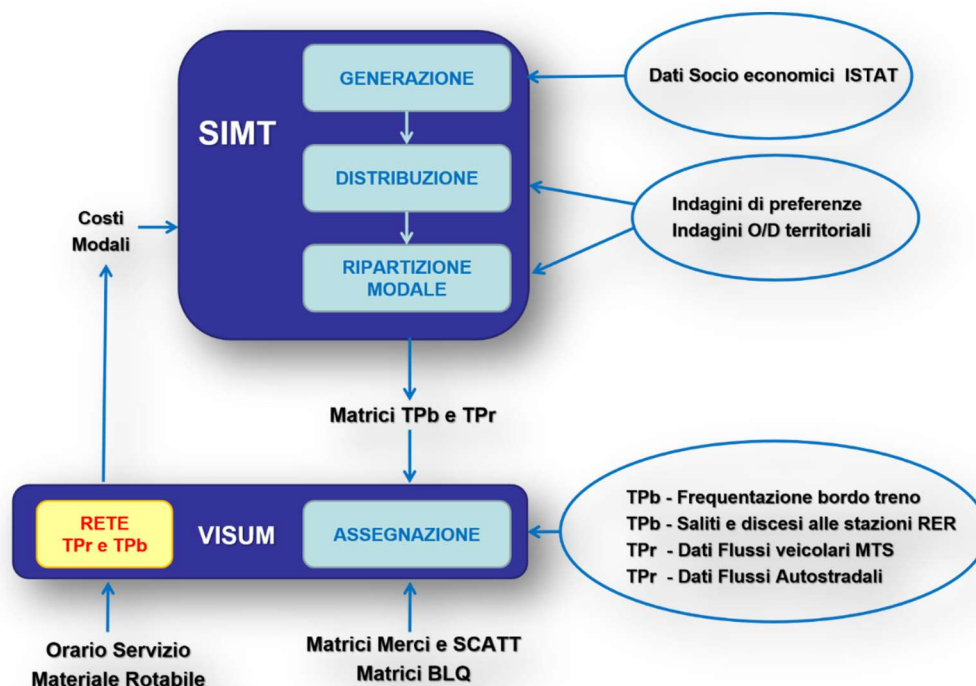 GENERAZIONE
Dati Socio economici ISTAT
SIMT
DISTRIBUZIONE
Indagini di preferenze
Indagini O/D territoriali
Costi
Modali
RIPARTIZIONE
MODALE
Matrici TPb e TPr
RETE
TPr e TPb
VISUM
ASSEGNAZIONE
TPb - Frequentazione bordo treno
TPb - Saliti e discesi alle stazioni RER
TPr - Dati Flussi veicolari MTS
TPr - Dati Flussi Autostradali
Orario Servizio
Materiale Rotabile
Matrici Merci e SCATT
Matrici BLQ